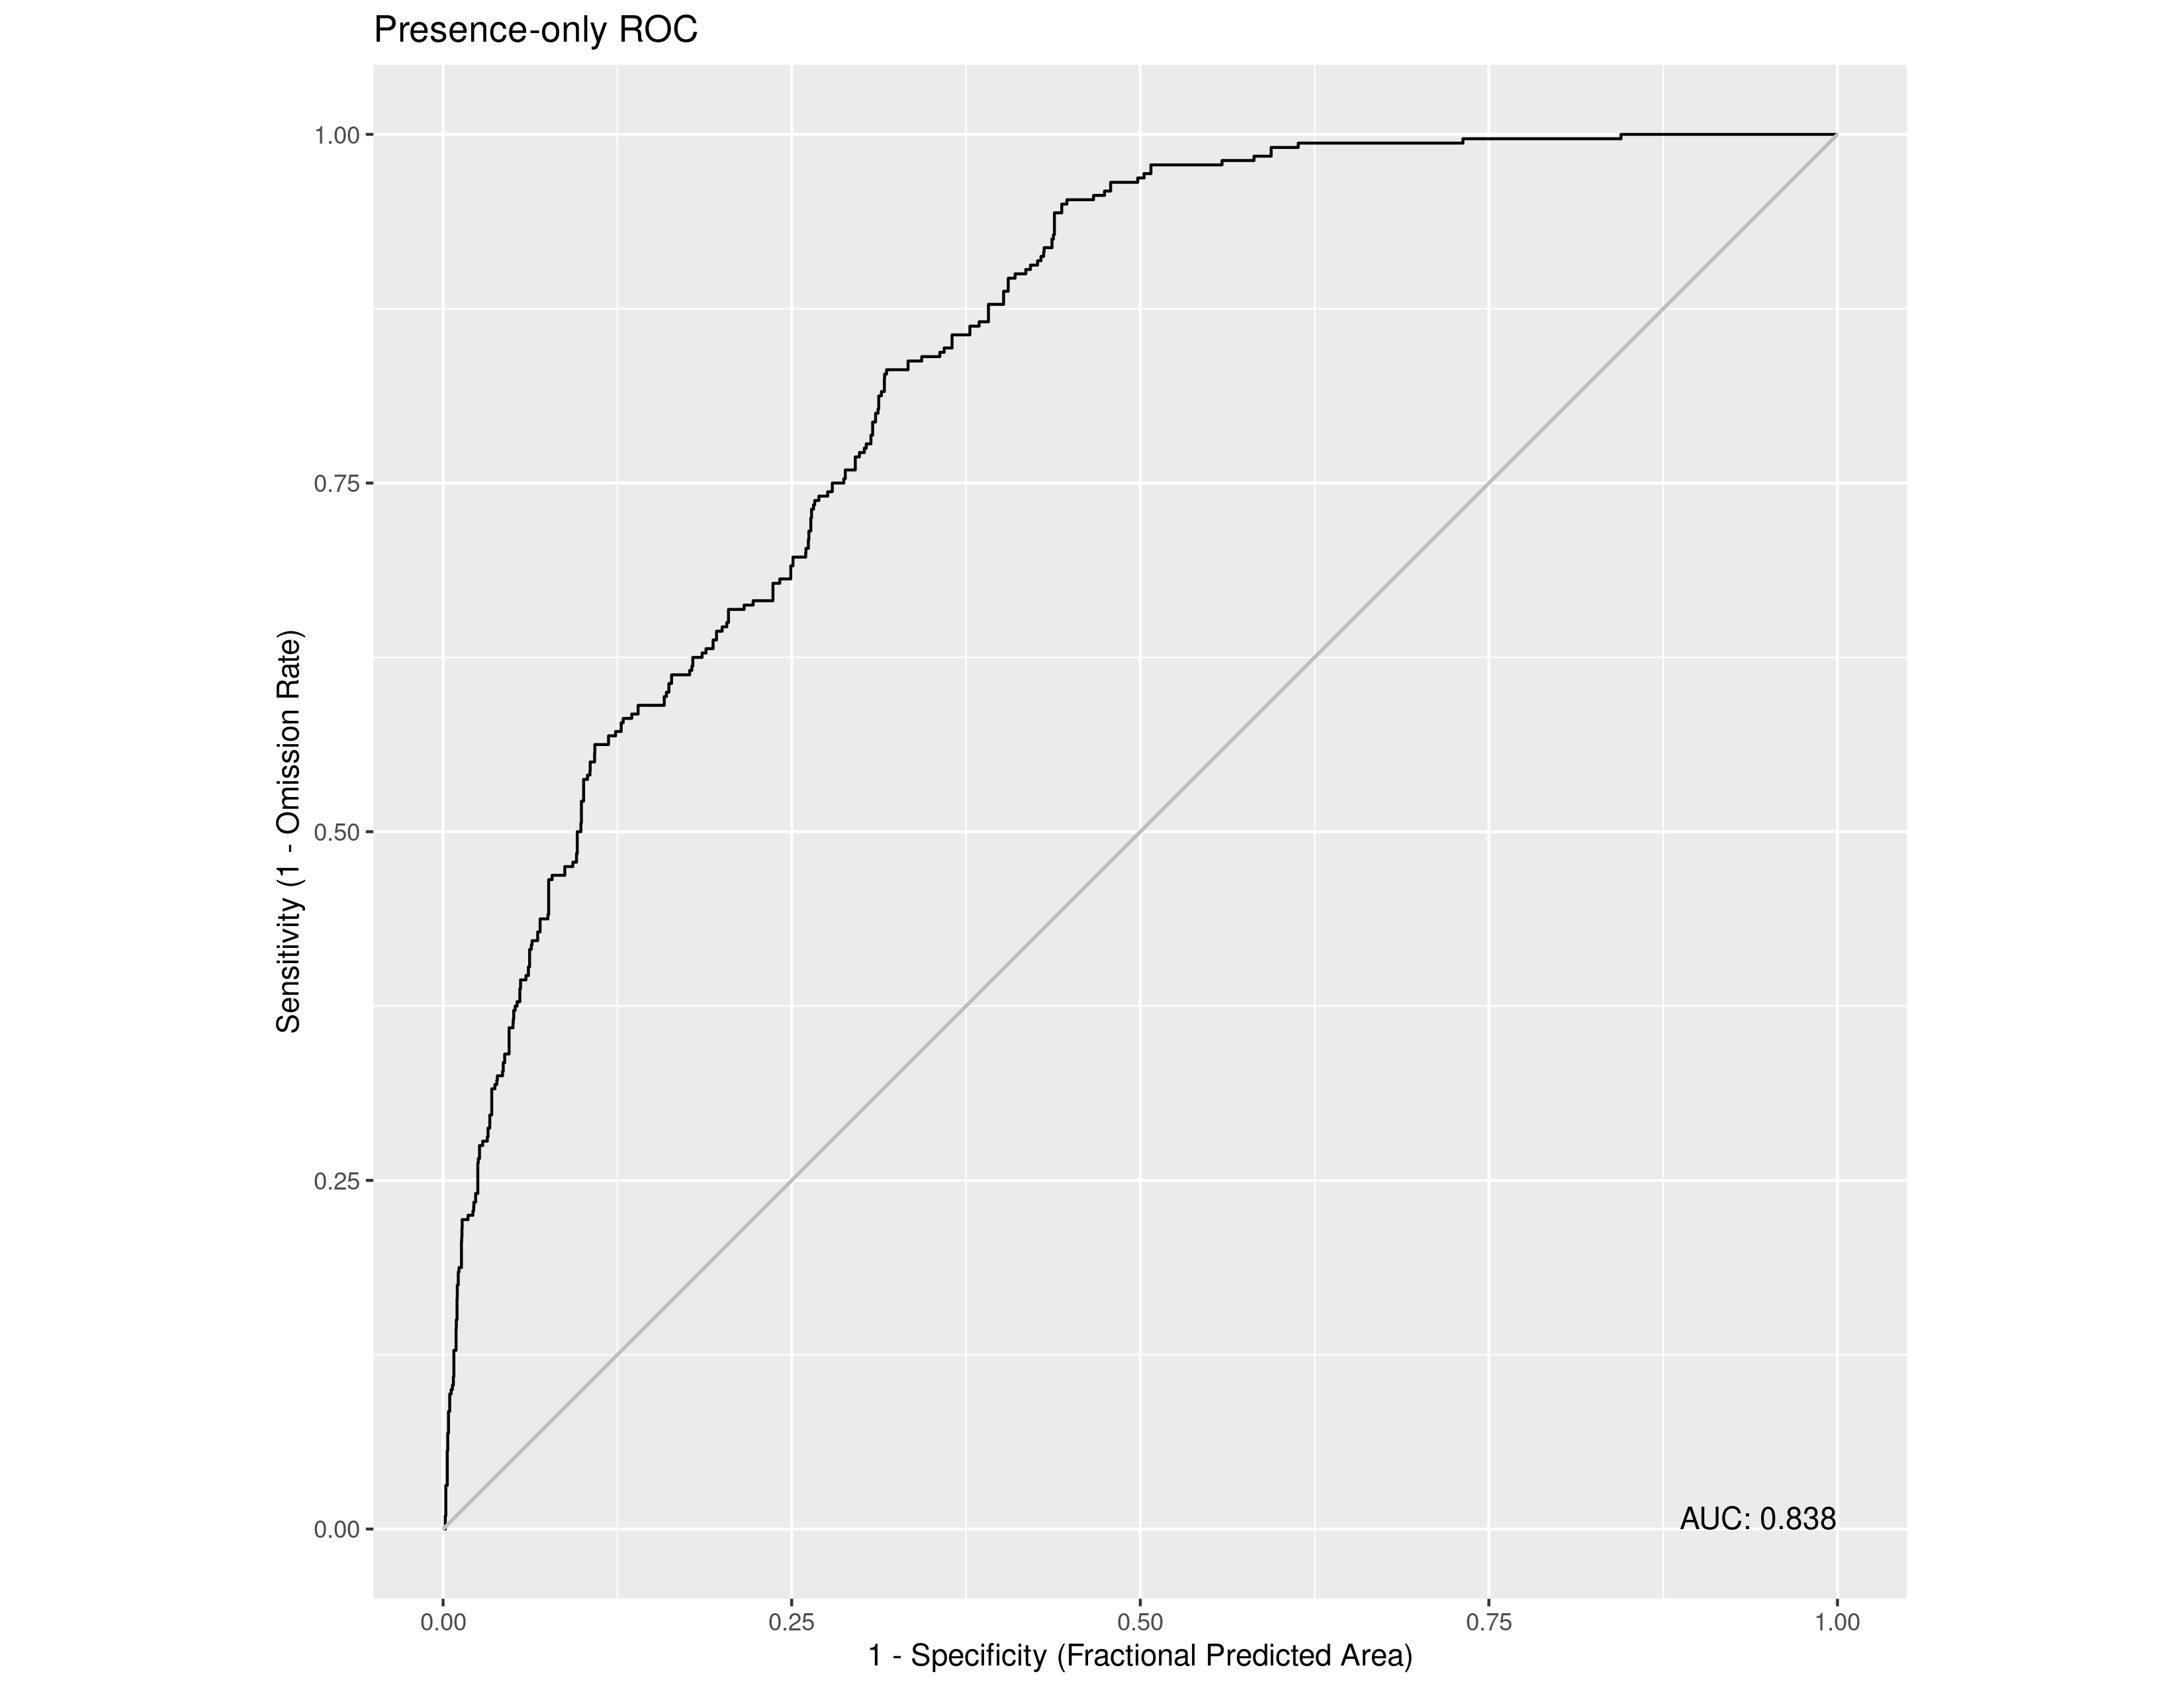 Presence-only ROC
Sensitivity (1 - Omission Rate)
1.00
0.75
0.50
0.25
0.00
AUC: 0.838
0.00 0.25 0.50 0.75 1.00
1 - Specificity (Fractional Predicted Area)